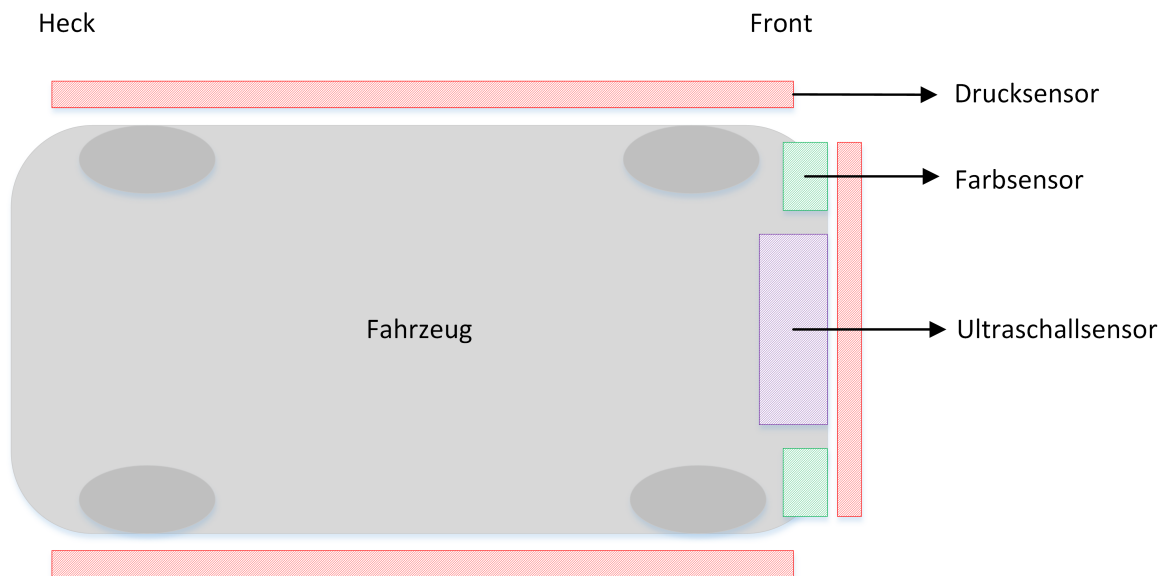 Heck
Front
Drucksensor
Farbsensor
Fahrzeug
Ultraschallsensor